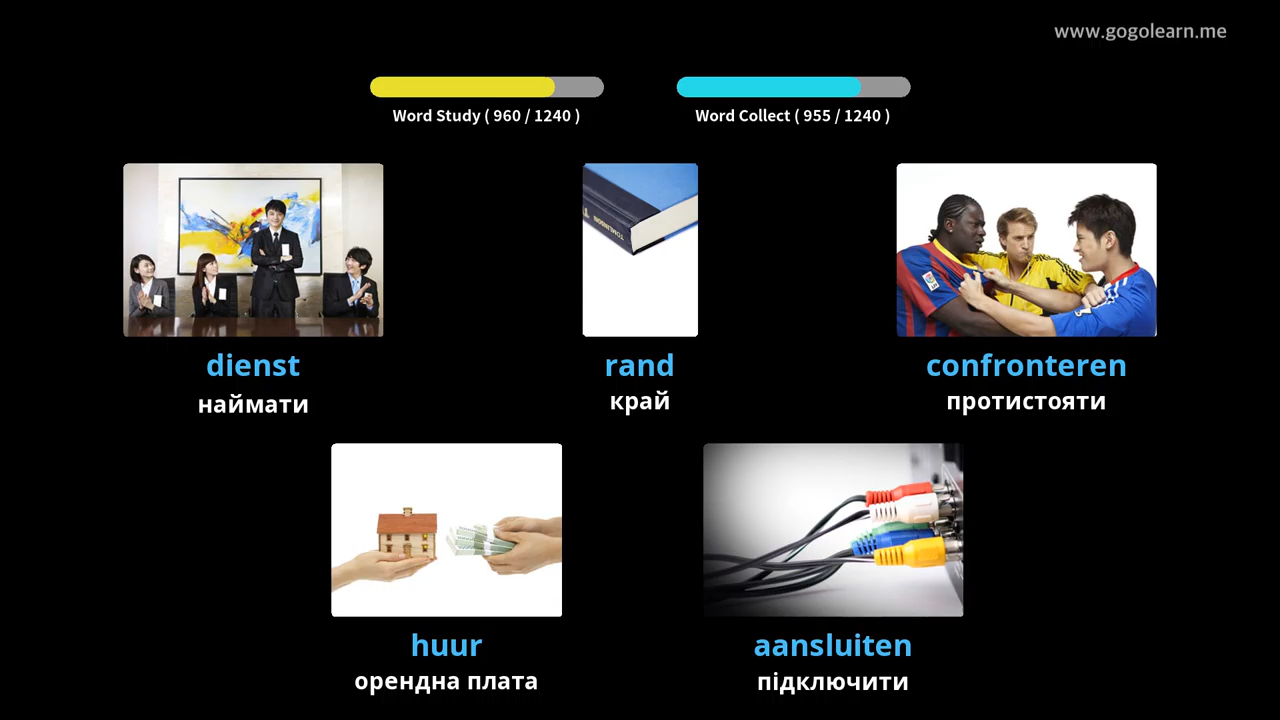 www.gogolearn.me
Word Study ( 960 / 1240 )
Word Collect ( 955 / 1240 )
TOMLINSON
dienst
наймати
rand
край
confronteren
протистояти
huur
орендна плата
aansluiten
підключити